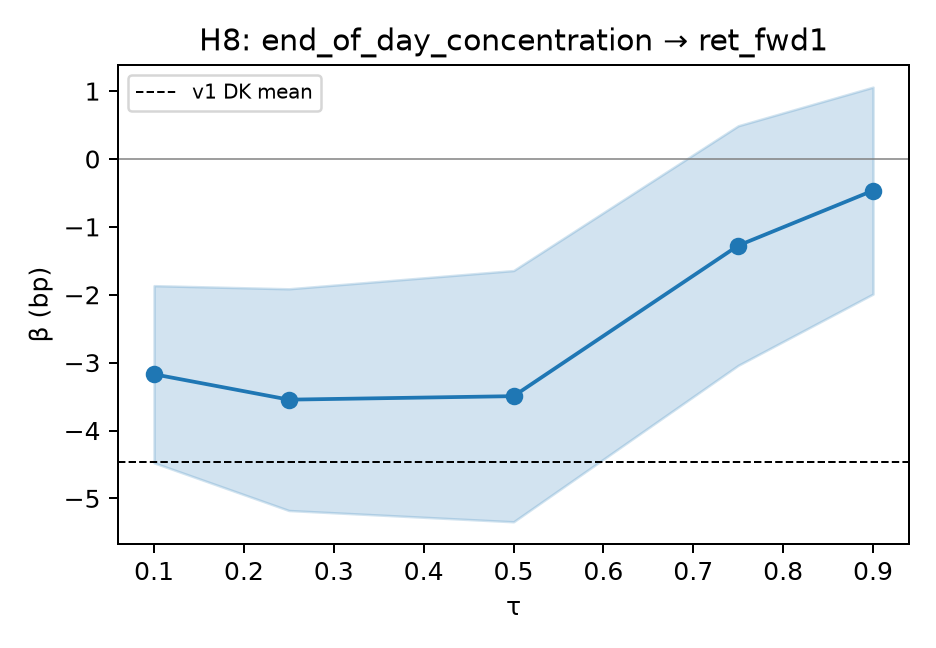 H8: end_of_day_concentration → ret_fwd1
v1 DK mean
1
0
−1
−2
−3
−4
−5
β (bp)
0.1 0.2 0.3 0.4 0.5 0.6 0.7 0.8 0.9
τ